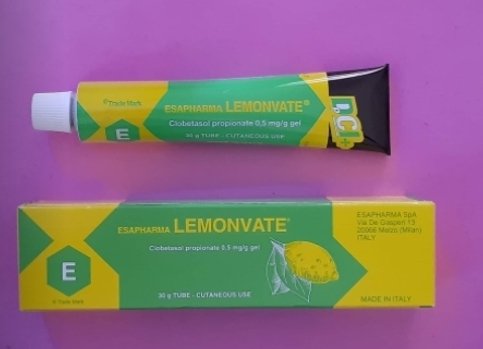 ® Trade Mark
ESAPHARMA LEMONVATE®
Clobetasol propionate 0,5 mg/g gel
30 g TUBE - CUTANEOUS USE
E
ESAPHARMA LEMONVATE®
Clobetasol propionate 0,5 mg/g gel
30 g TUBE - CUTANEOUS USE
E
® Trade Mark
ESAPHARMA SpA
Via De Gasperi 13
20066 Melzo (Milan)
ITALY
MADE IN ITALY